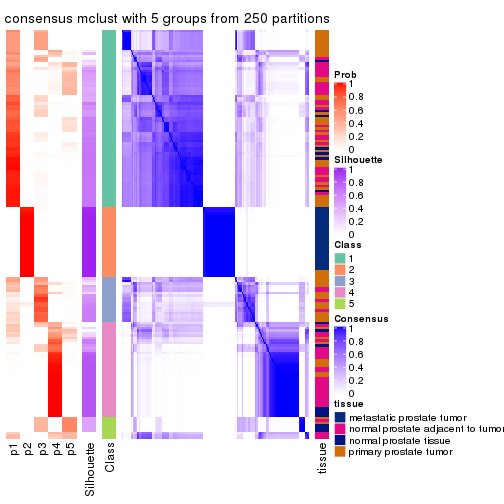 consensus mclust with 5 groups from 250 partitions
Prob
1
0.8
0.6
0.4
0.2
0
Silhouette
1
0.8
0.6
0.4
0.2
0
Class
1
2
3
4
5
Consensus
1
0.8
0.6
0.4
0.2
0
tissue
metastatic prostate tumor
normal prostate adjacent to tumor
normal prostate tissue
primary prostate tumor
p1
p2
p3
p4
p5
Silhouette
Class
tissue